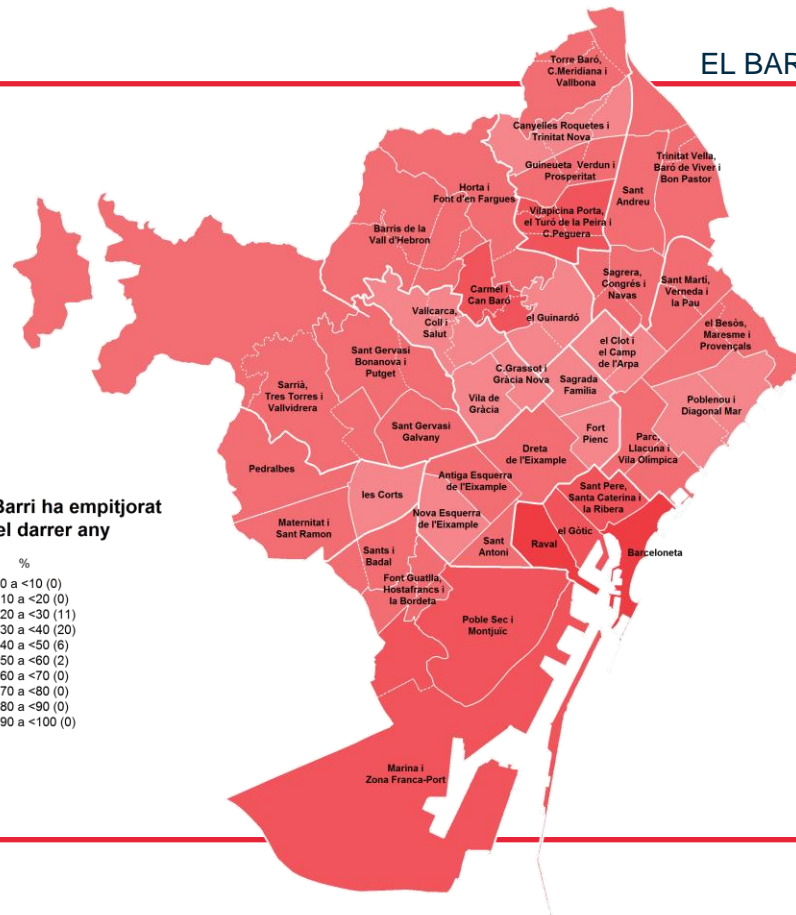 EL BAR
Torre Baró,
C.Meridiana i
Vallbona
Canyelles Roquetes i
Trinitat Nova
Guineueta Verdun i
Prosperitat
Trinitat Vella,
Baró de Viver i
Bon Pastor
Sant
Andreu
Horta i
Font d'en Fargues
Vilapicina Porta,
el Turó de la Peira i
C.Peguera
Barris de la
Vall d'Hebron
Carmel i
Can Baró
Sagrera,
Congrés i
Navas
Sant Martí,
Verneda i
la Pau
Vallcarca,
Coll i
Salut
el Guinardó
el Besòs,
Maresme i
Provençals
el Clot i
el Camp
de l'Arpa
Sant Gervasi
Bonanova i
Putget
C.Grassot i
Gràcia Nova
Sagrada
Família
Sarrià,
Tres Torres i
Vallvidrera
Vila de
Gràcia
Poblenou i
Diagonal Mar
Sant Gervasi
Galvany
Fort
Pienc
Parc,
Llacuna i
Vila Olímpica
Dreta
de l'Eixample
Pedralbes
Antiga Esquerra
de l'Eixample
les Corts
Sant Pere,
Santa Caterina i
la Ribera
Nova Esquerra
de l'Eixample
Maternitat i
Sant Ramon
el Gòtic
Raval
Sant
Antoni
Barceloneta
Sants i
Badal
Font Guatlla,
Hostafrancs i
la Bordeta
Poble Sec i
Montjuïc
Marina i
Zona Franca-Port
Barri ha empitjorat
el darrer any
%
0 a <10 (0)
10 a <20 (0)
20 a <30 (11)
30 a <40 (20)
40 a <50 (6)
50 a <60 (2)
60 a <70 (0)
70 a <80 (0)
80 a <90 (0)
90 a <100 (0)